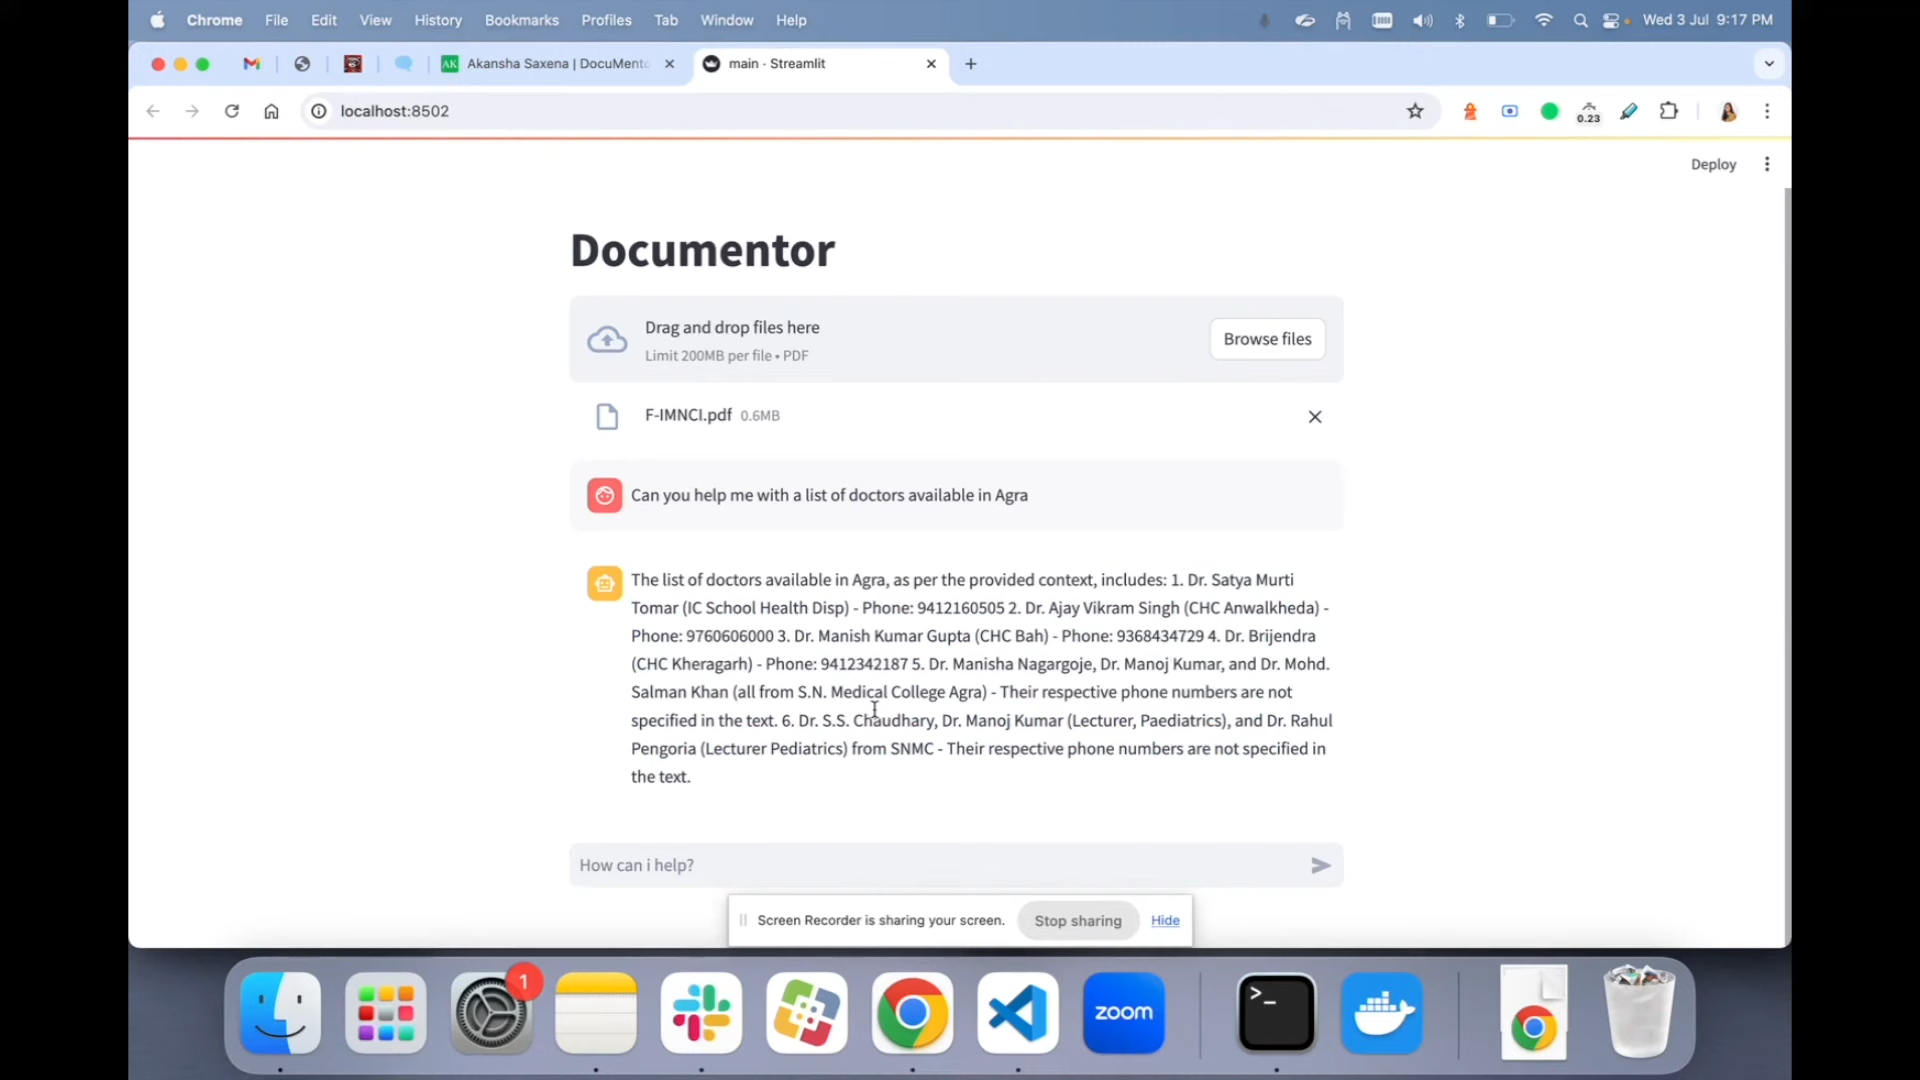 Chrome File Edit View History Bookmarks Profiles Tab Window Help Wed 3 Jul 9:17 PM
AK Akansha Saxena | DocuMento main · Streamlit
localhost:8502 0.23
Deploy
Documentor
Drag and drop files here
Limit 200MB per file • PDF
Browse files
F-IMNCI.pdf 0.6MB
Can you help me with a list of doctors available in Agra
The list of doctors available in Agra, as per the provided context, includes: 1. Dr. Satya Murti
Tomar (IC School Health Disp) - Phone: 9412160505 2. Dr. Ajay Vikram Singh (CHC Anwalkheda) -
Phone: 9760606000 3. Dr. Manish Kumar Gupta (CHC Bah) - Phone: 9368434729 4. Dr. Brijendra
(CHC Kheragarh) - Phone: 9412342187 5. Dr. Manisha Nagargoje, Dr. Manoj Kumar, and Dr. Mohd.
Salman Khan (all from S.N. Medical College Agra) - Their respective phone numbers are not
specified in the text. 6. Dr. S.S. Chaudhary, Dr. Manoj Kumar (Lecturer, Paediatrics), and Dr. Rahul
Pengoria (Lecturer Pediatrics) from SNMC - Their respective phone numbers are not specified in
the text.
How can i help?
Screen Recorder is sharing your screen. Stop sharing Hide
1
zoom
>_